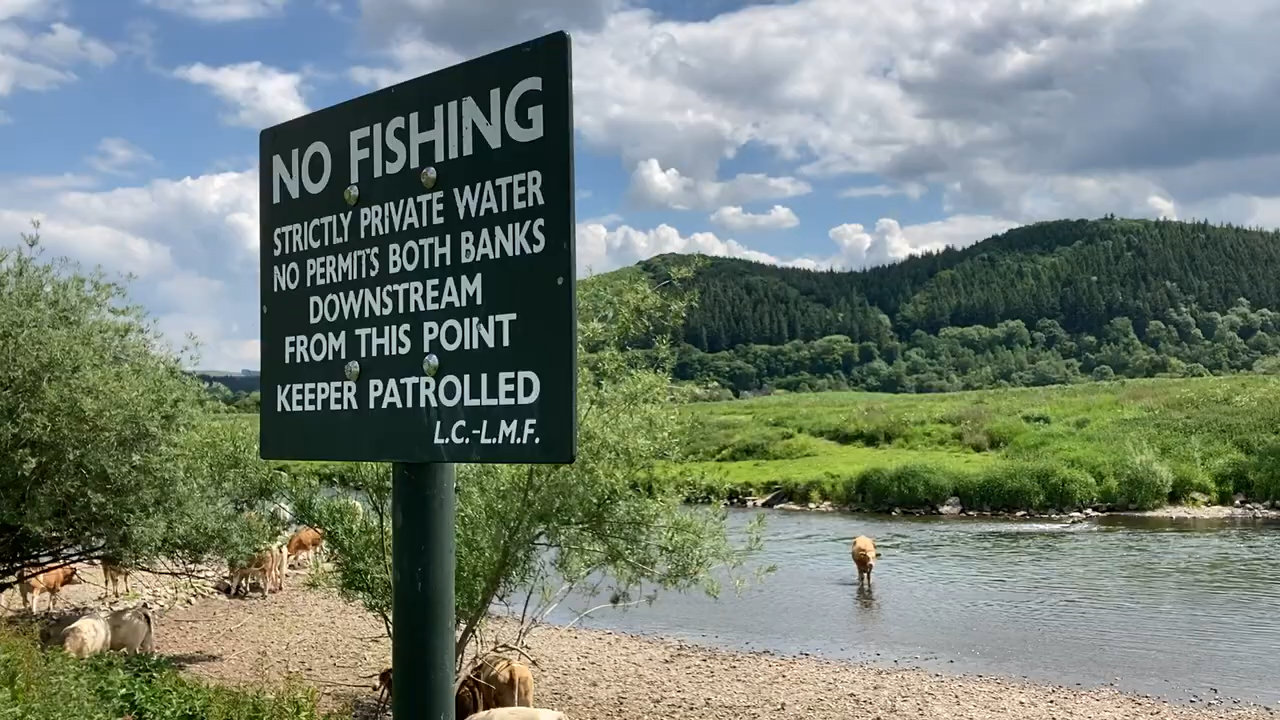 NO FISHING
STRICTLY PRIVATE WATER
NO PERMITS BOTH BANKS
DOWNSTREAM
FROM THIS POINT
KEEPER PATROLLED
L.C.-L.M.F.